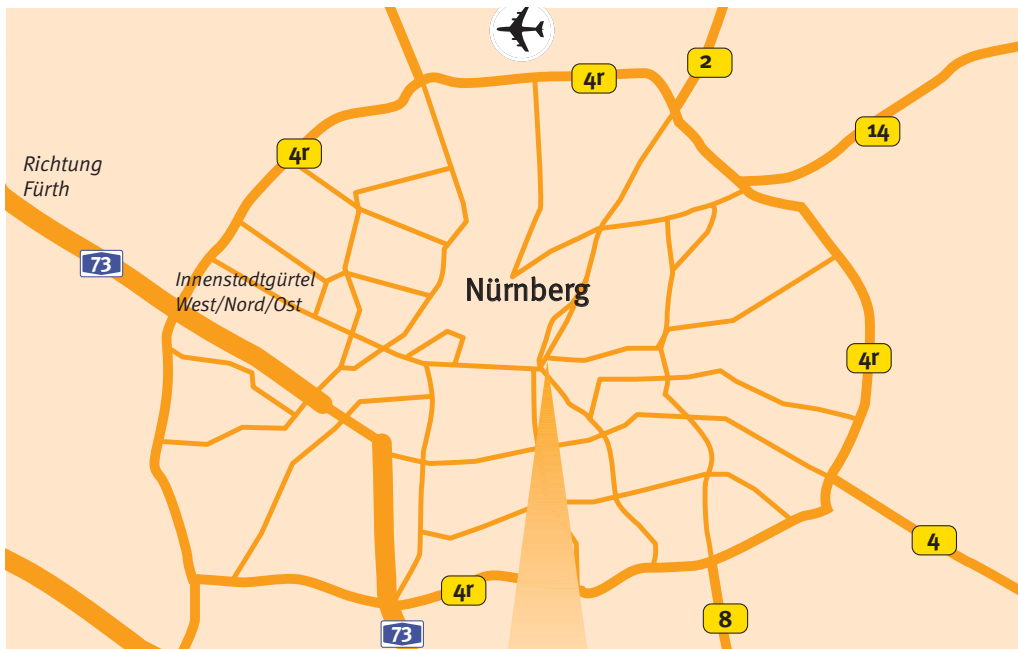 2
4r
14
4r
Richtung
Fürth
73
Innenstadtgürtel
West/Nord/Ost
Nürnberg
4r
4
4r
8
73